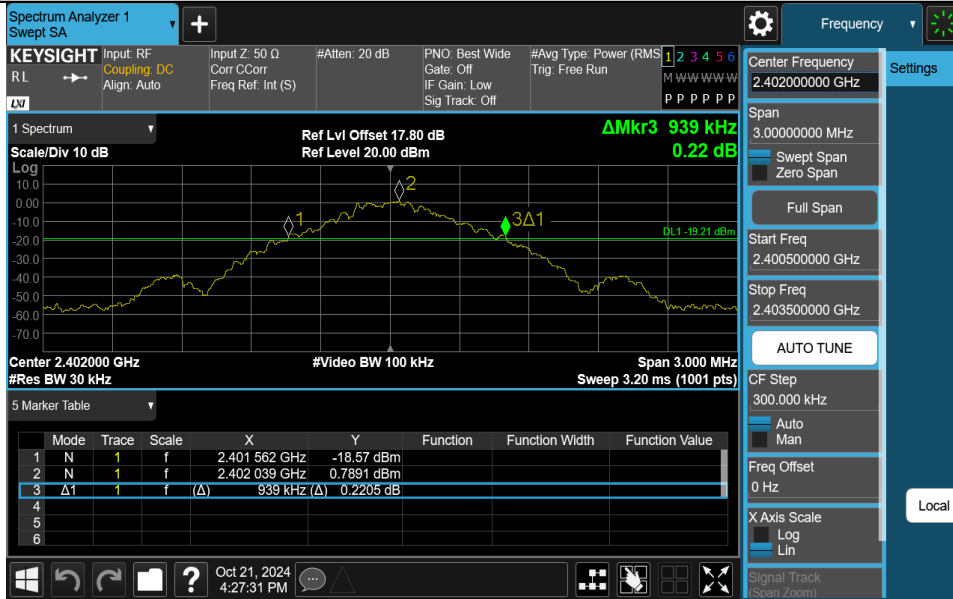 Spectrum Analyzer 1
Swept SA
+
Frequency
KEYSIGHT
R L
LXI
Input: RF
Coupling: DC
Align: Auto
Input Z: 50 Ω
Corr CCorr
Freq Ref: Int (S)
#Atten: 20 dB
PNO: Best Wide
Gate: Off
IF Gain: Low
Sig Track: Off
#Avg Type: Power (RMS
Trig: Free Run
1 2 3 4 5 6
M W W W W W
P P P P P P
Center Frequency
2.402000000 GHz
Settings
Span
3.00000000 MHz
Swept Span
Zero Span
Full Span
Start Freq
2.400500000 GHz
Stop Freq
2.403500000 GHz
AUTO TUNE
CF Step
300.000 kHz
Auto
Man
Freq Offset
0 Hz
X Axis Scale
Log
Lin
Signal Track
(Span Zoom)
Local
1 Spectrum
Scale/Div 10 dB
Ref Lvl Offset 17.80 dB
Ref Level 20.00 dBm
ΔMkr3 939 kHz
0.22 dB
Log
10.0
0.00
-10.0
-20.0
-30.0
-40.0
-50.0
-60.0
-70.0
1
2
3Δ1
DL1 -19.21 dBm
Center 2.402000 GHz
#Video BW 100 kHz
Span 3.000 MHz
#Res BW 30 kHz
Sweep 3.20 ms (1001 pts)
5 Marker Table
Mode Trace Scale X Y Function Function Width Function Value
1 N 1 f 2.401 562 GHz -18.57 dBm
2 N 1 f 2.402 039 GHz 0.7891 dBm
3 Δ1 1 f (Δ) 939 kHz (Δ) 0.2205 dB
4
5
6
?
Oct 21, 2024
4:27:31 PM